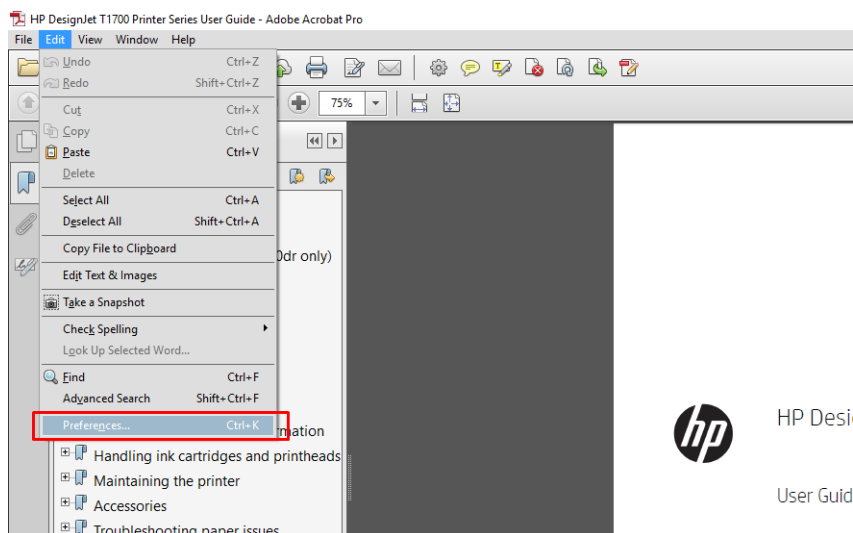 HP DesignJet T1700 Printer Series User Guide - Adobe Acrobat Pro
File Edit View Window Help
Undo Ctrl+Z
Redo Shift+Ctrl+Z
75%
Cut Ctrl+X
Copy Ctrl+C
Paste Ctrl+V
Delete
Select All Ctrl+A
Deselect All Shift+Ctrl+A
Copy File to Clipboard
0dr only)
Edit Text & Images
Take a Snapshot
Check Spelling
Look Up Selected Word...
Find Ctrl+F
Advanced Search Shift+Ctrl+F
Preferences... Ctrl+K
rmation
Handling ink cartridges and printheads
Maintaining the printer
Accessories
Troubleshooting paper issues
hp
HP Desi
User Guid